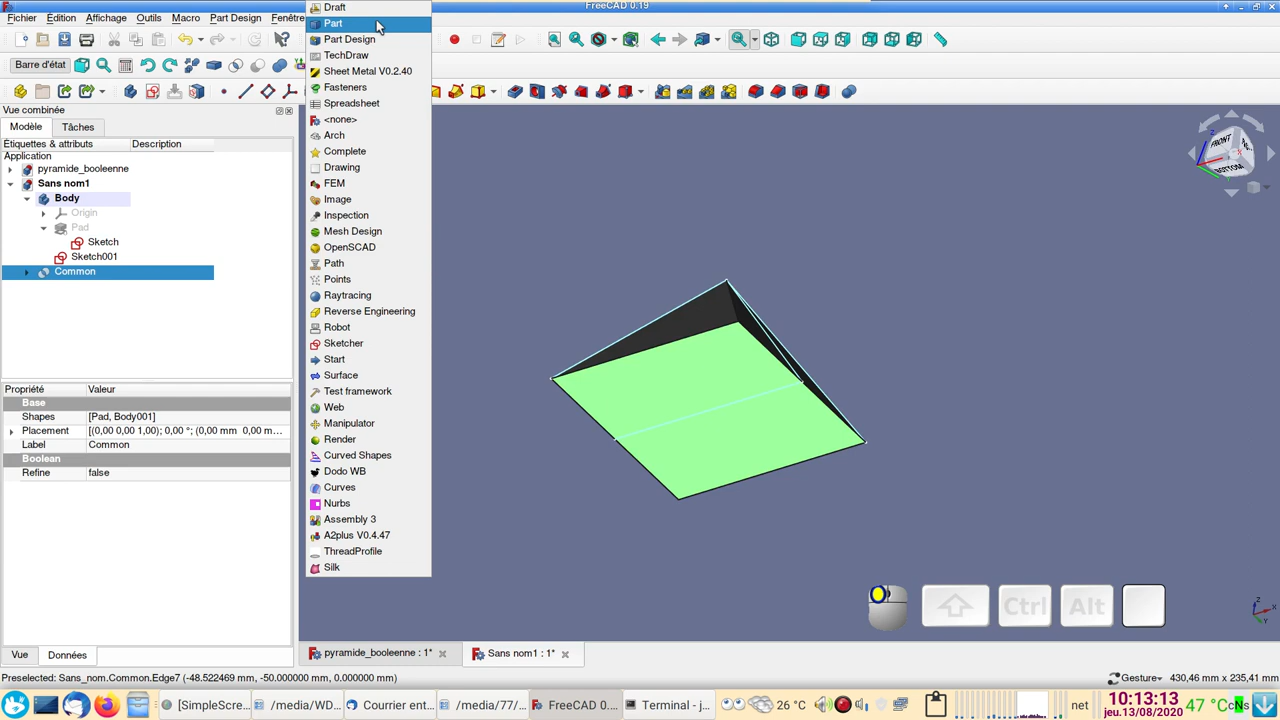 FreeCAD 0.19
Fichier Édition Affichage Outils Macro Part Design Fenêtre
Barre d'état
Vue combinée
Modèle Tâches
Étiquettes & attributs Description
Application
pyramide_booleenne
Sans nom1
Body
Origin
Pad
Sketch
Sketch001
Common
Propriété Valeur
Base
Shapes [Pad, Body001]
Placement [(0,00 0,00 1,00); 0,00 °; (0,00 mm 0,00 m...
Label Common
Boolean
Refine false
Vue Données
Draft
Part
Part Design
TechDraw
Sheet Metal V0.2.40
Fasteners
Spreadsheet
<none>
Arch
Complete
Drawing
FEM
Image
Inspection
Mesh Design
OpenSCAD
Path
Points
Raytracing
Reverse Engineering
Robot
Sketcher
Start
Surface
Test framework
Web
Manipulator
Render
Curved Shapes
Dodo WB
Curves
Nurbs
Assembly 3
A2plus V0.4.47
ThreadProfile
Silk
FRONT
BOTTOM
Ctrl Alt
pyramide_booleenne : 1* Sans nom1 : 1*
Preselected: Sans_nom.Common.Edge7 (-48.522469 mm, -50.000000 mm, 0.000000 mm)
Gesture 430,46 mm x 235,41 mm
[SimpleScre... /media/WD... Courrier ent... /media/77/... FreeCAD 0.... Terminal - j...
26 °C
net
10:13:13
jeu.13/08/2020
47 °C